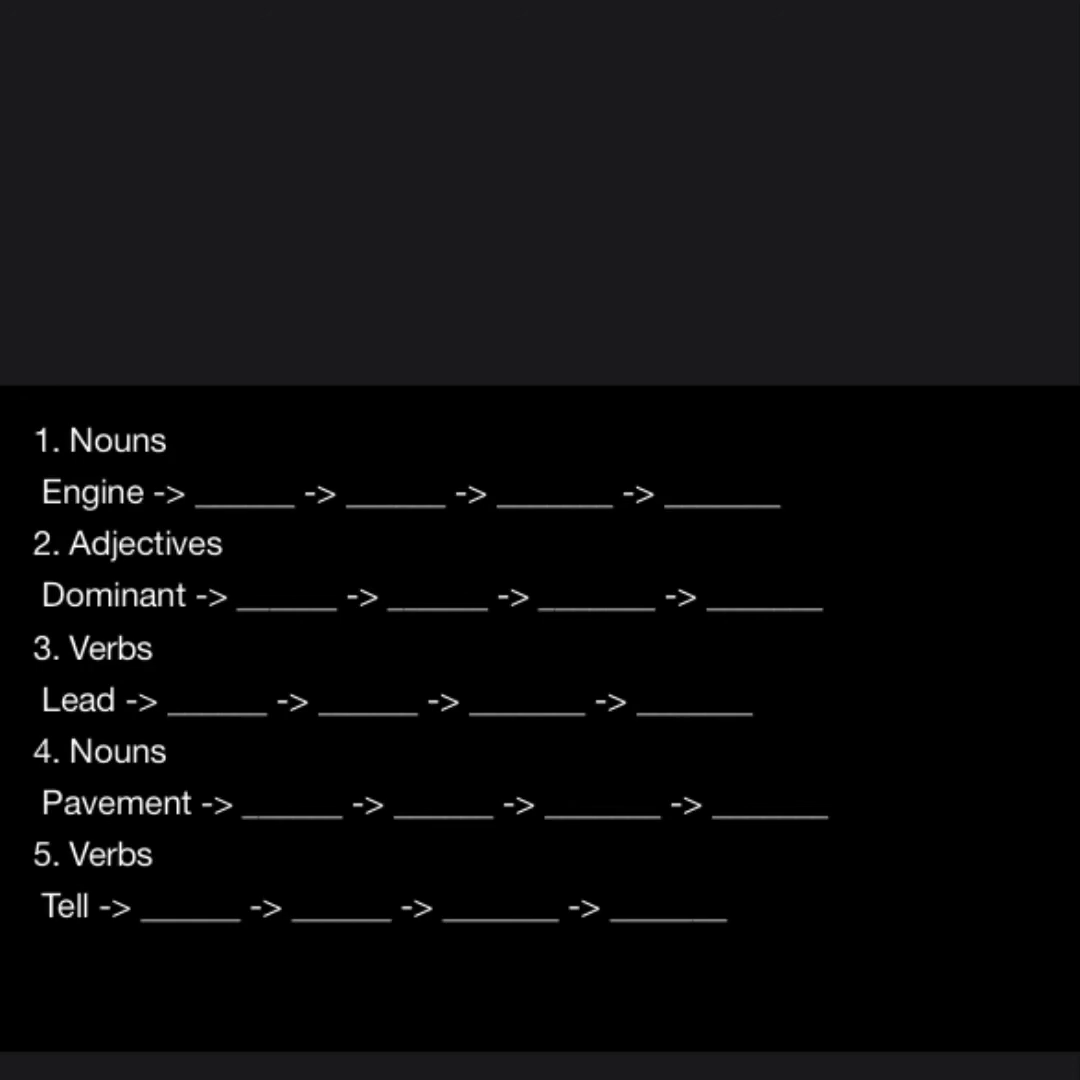 1. Nouns
Engine -> ______ -> ______ -> _______ -> _______
2. Adjectives
Dominant -> ______ -> ______ -> _______ -> _______
3. Verbs
Lead -> ______ -> ______ -> _______ -> _______
4. Nouns
Pavement -> ______ -> ______ -> _______ -> _______
5. Verbs
Tell -> ______ -> ______ -> _______ -> _______